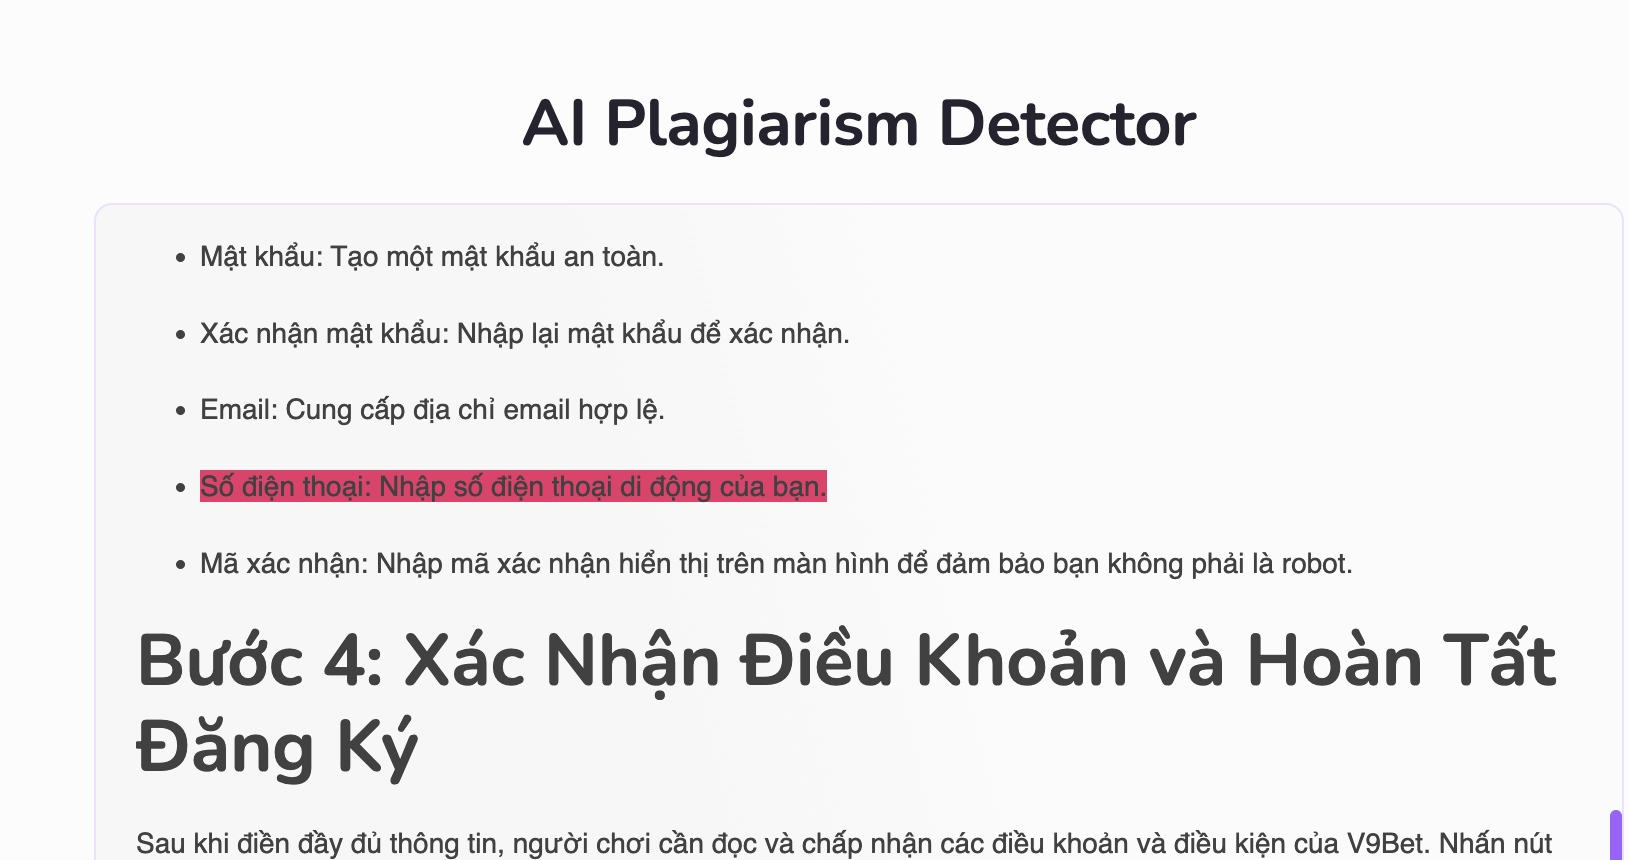 AI Plagiarism Detector
• Mật khẩu: Tạo một mật khẩu an toàn.
• Xác nhận mật khẩu: Nhập lại mật khẩu để xác nhận.
• Email: Cung cấp địa chỉ email hợp lệ.
• Số điện thoại: Nhập số điện thoại di động của bạn.
• Mã xác nhận: Nhập mã xác nhận hiển thị trên màn hình để đảm bảo bạn không phải là robot.
Bước 4: Xác Nhận Điều Khoản và Hoàn Tất
Đăng Ký
Sau khi điền đầy đủ thông tin, người chơi cần đọc và chấp nhận các điều khoản và điều kiện của V9Bet. Nhấn nút